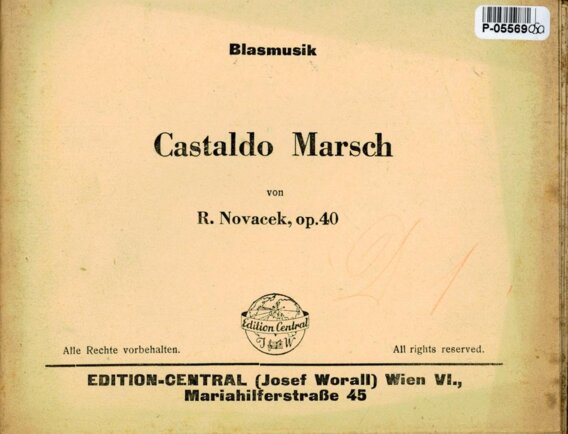 P-05569
Blasmusik
Castaldo Marsch
von
R. Novacek, op.40
Edition Central
J W
Alle Rechte vorbehalten.
All rights reserved.
EDITION-CENTRAL (Josef Worall) Wien VI.,
Mariahilferstraße 45